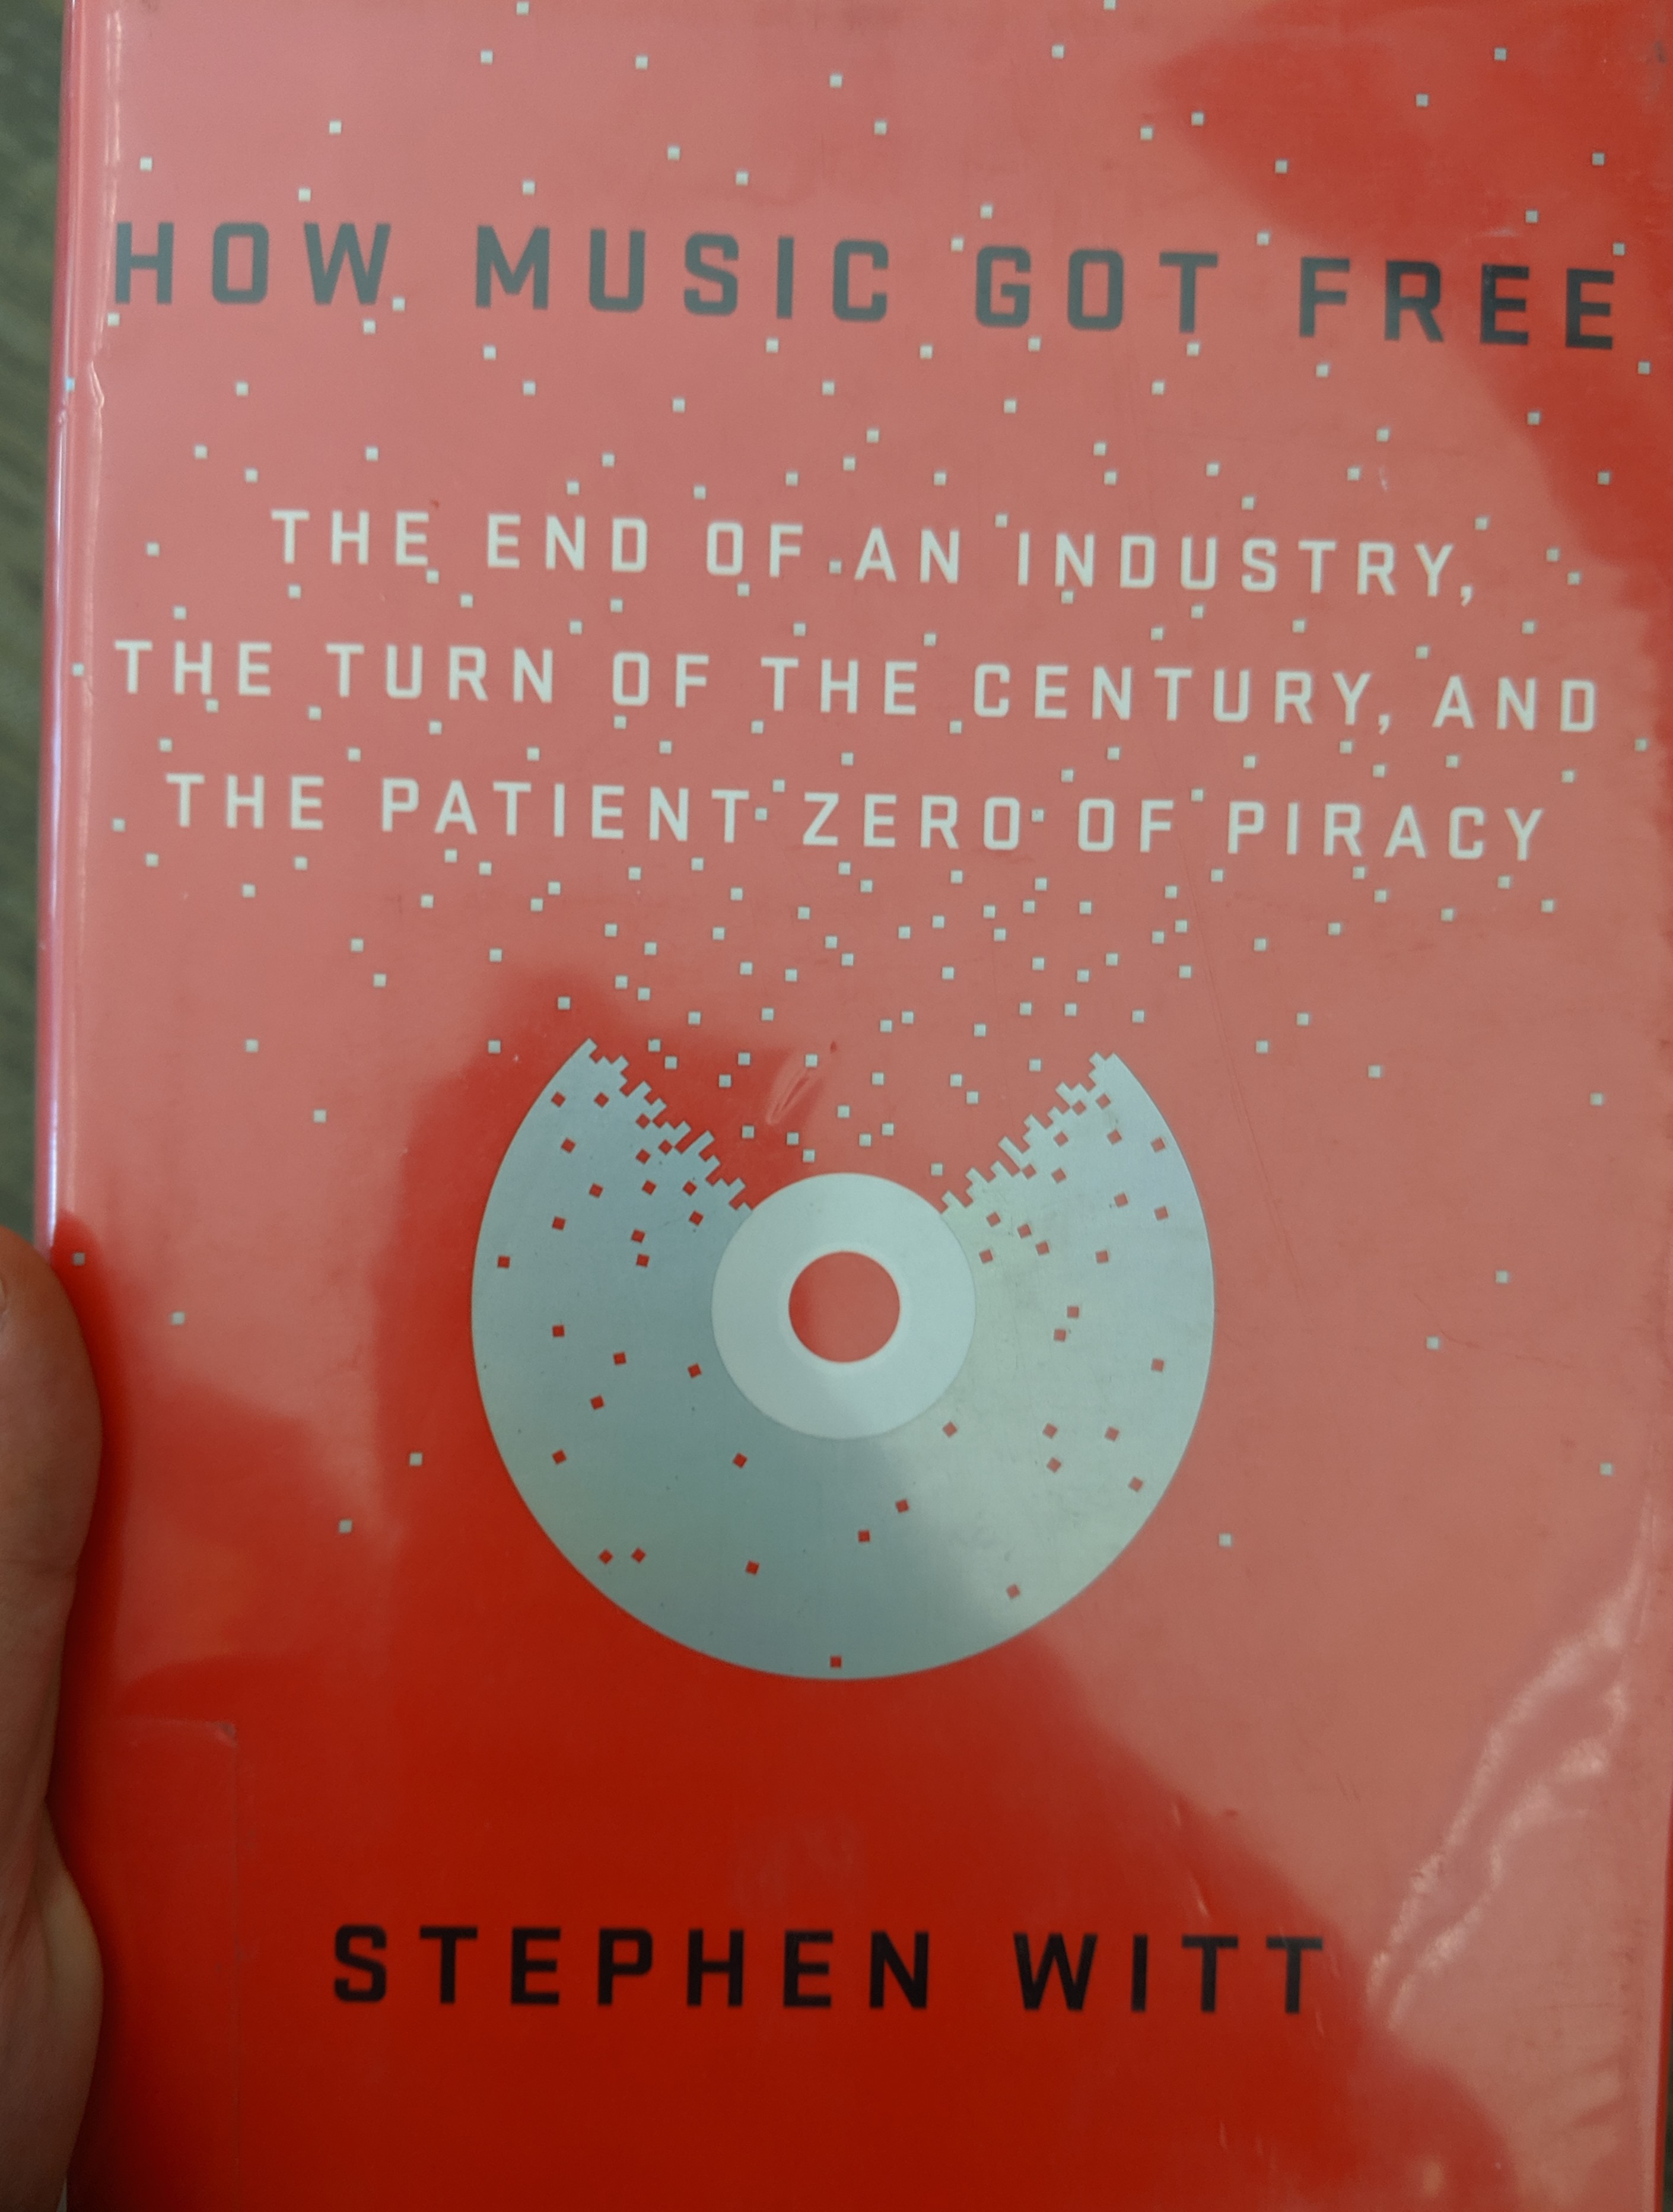 HOW MUSIC GOT FREE
THE END OF AN INDUSTRY,
THE TURN OF THE CENTURY, AND
THE PATIENT ZERO OF PIRACY
STEPHEN WITT